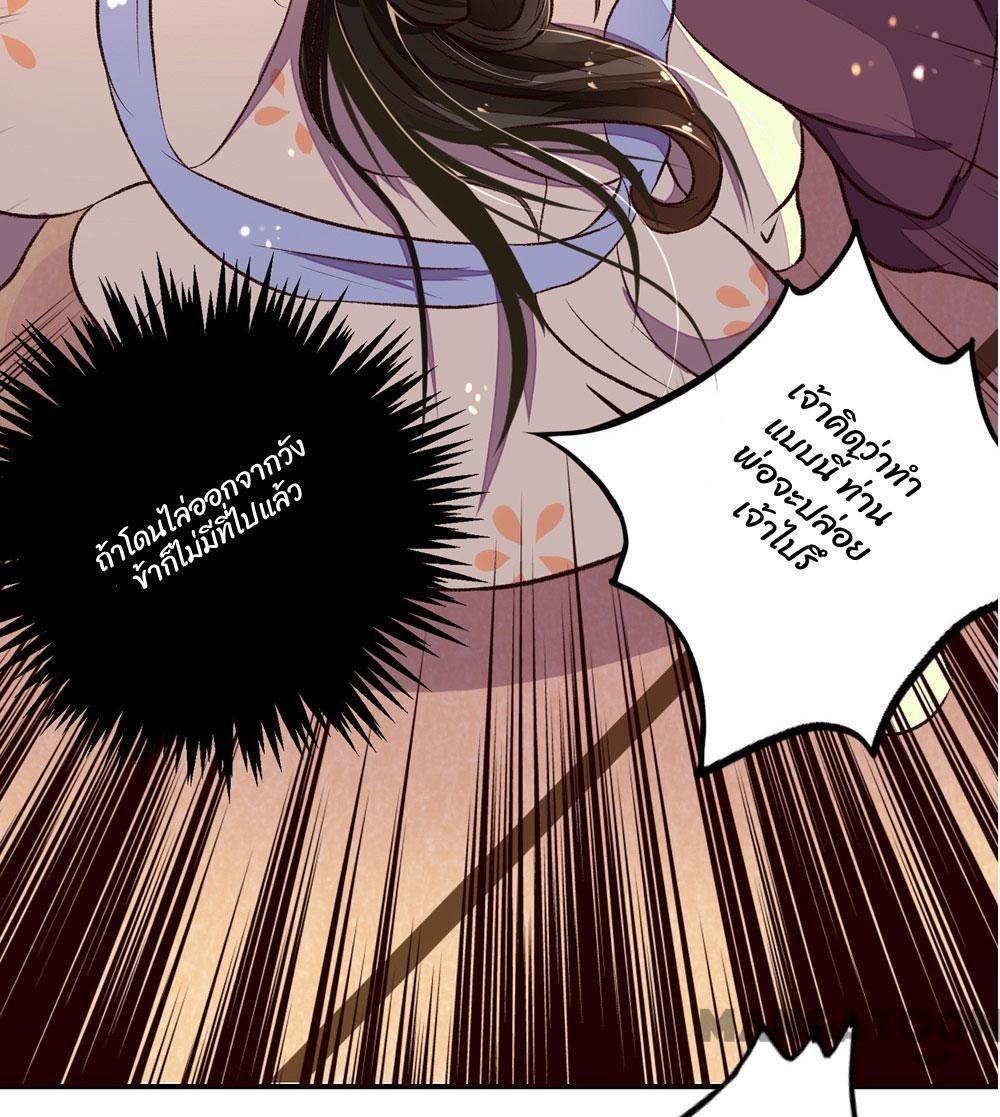 เจ้าคิดว่าทำ
แบบนี้ ท่าน
พ่อจะปล่อย
เจ้าไปรึ
ถ้าโดนไล่ออกจากวัง
ข้าก็ไม่มีที่ไปแล้ว
MANGATOON